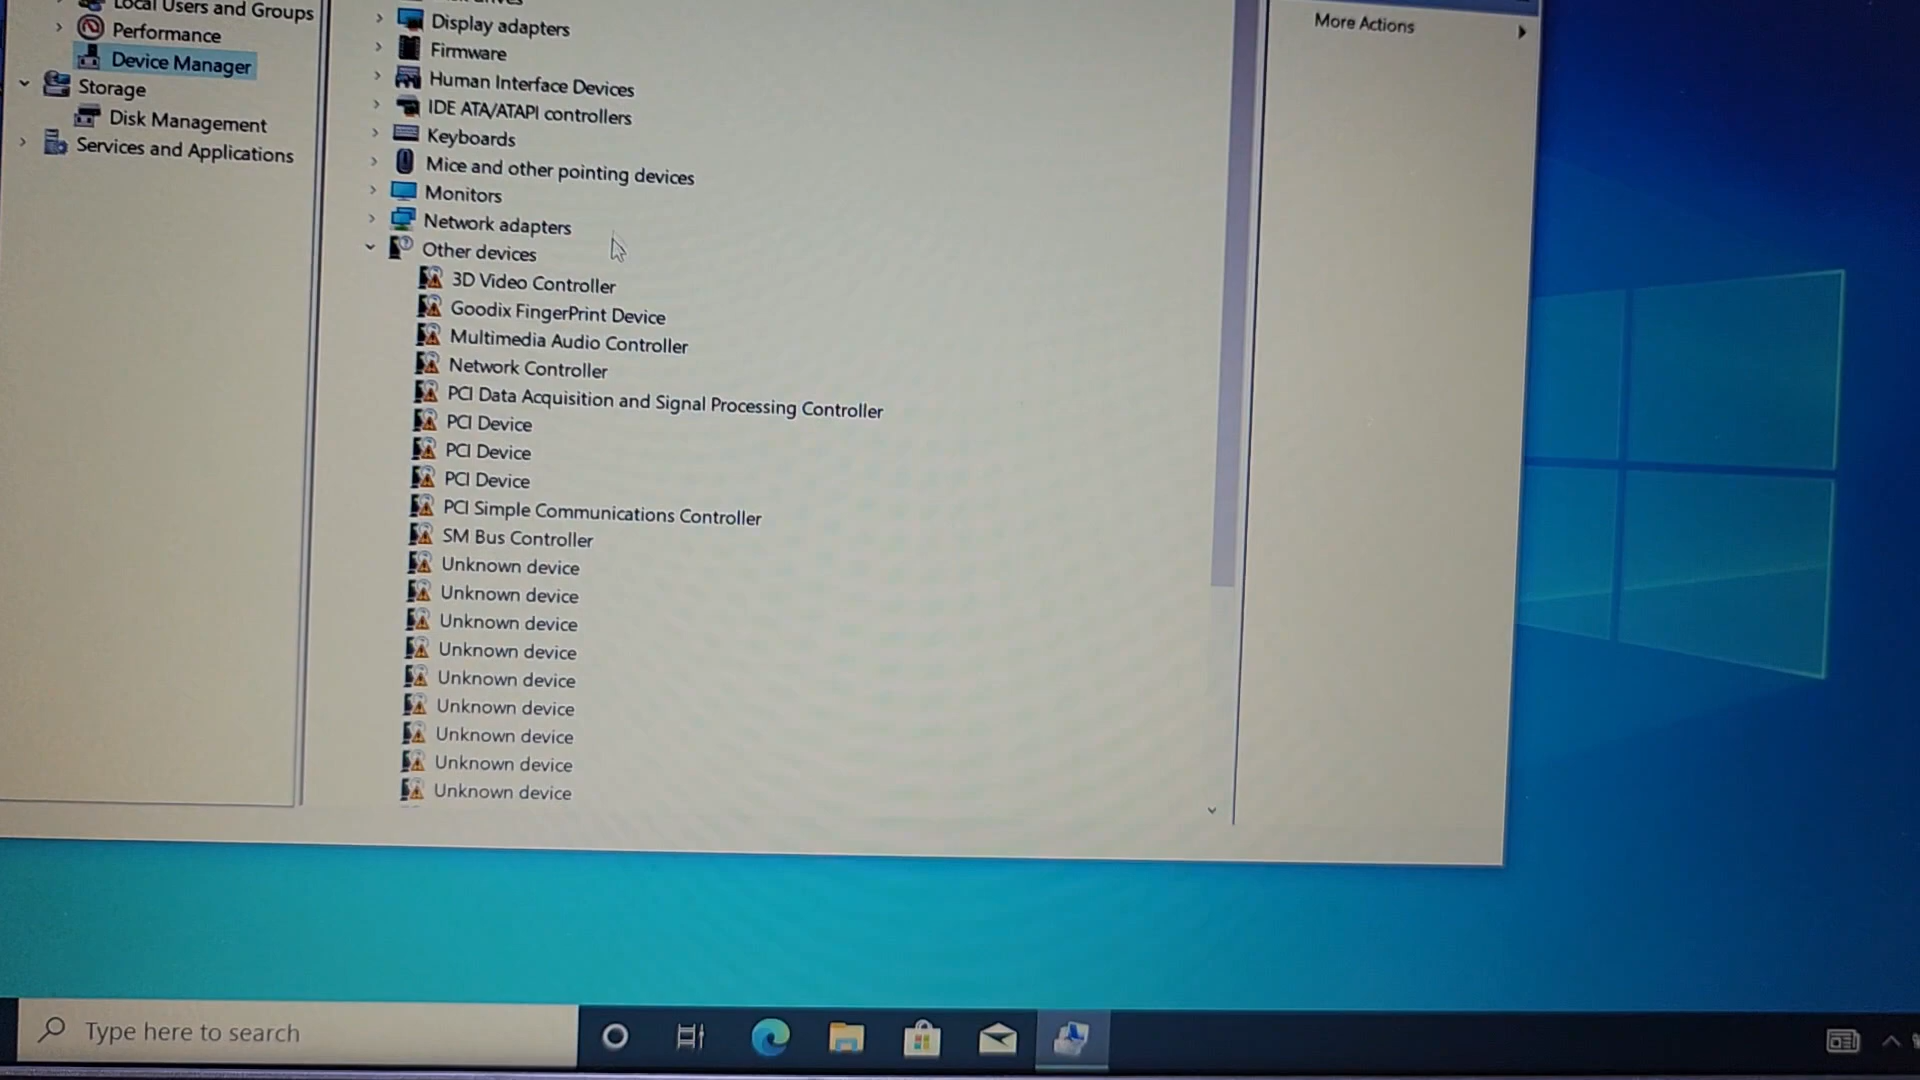 Local Users and Groups
Performance
Device Manager
Storage
Disk Management
Services and Applications
Display adapters
Firmware
Human Interface Devices
IDE ATA/ATAPI controllers
Keyboards
Mice and other pointing devices
Monitors
Network adapters
Other devices
3D Video Controller
Goodix FingerPrint Device
Multimedia Audio Controller
Network Controller
PCI Data Acquisition and Signal Processing Controller
PCI Device
PCI Device
PCI Device
PCI Simple Communications Controller
SM Bus Controller
Unknown device
Unknown device
Unknown device
Unknown device
Unknown device
Unknown device
Unknown device
Unknown device
Unknown device
More Actions
Type here to search